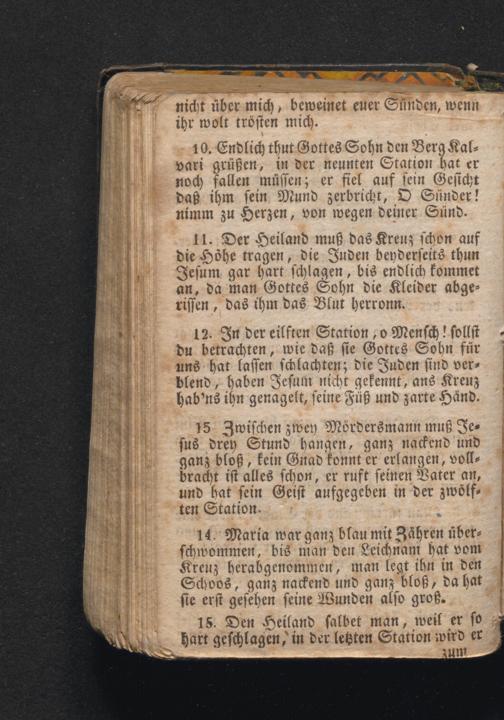 nicht über mich, beweinet euer Sünden, wenn
ihr wolt trösten mich.
10. Endlich thut Gottes Sohn den Berg Kal-
vari grüßen, in der neunten Station hat er
noch fallen müssen; er fiel auf sein Gesicht
daß ihm sein Mund zerbricht, O Sünder!
nimm zu Herzen, von wegen deiner Sünd.
11. Der Heiland muß das Kreuz schon auf
die Höhe tragen, die Juden beyderseits thun
Jesum gar hart schlagen, bis endlich kommet
an, da man Gottes Sohn die Kleider abge-
rissen, das ihm das Blut herronn.
12. In der eilften Station, o Mensch! sollst
du betrachten, wie daß sie Gottes Sohn für
uns hat lassen schlachten; die Juden sind ver-
blend, haben Jesum nicht gekennt, ans Kreuz
hab'ns ihn genagelt, seine Füß und zarte Händ.
15 Zwischen zwey Mördersmann muß Je-
sus drey Stund hangen, ganz nackend und
ganz bloß, kein Gnad konnt er erlangen, voll-
bracht ist alles schon, er ruft seinen Vater an,
und hat sein Geist aufgegeben in der zwölf-
ten Station.
14. Maria war ganz blau mit Zähren über-
schwommen, bis man den Leichnam hat vom
Kreuz herabgenommen, man legt ihn in den
Schoos, ganz nackend und ganz bloß, da hat
sie erst gesehen seine Wunden also groß.
15. Den Heiland salbet man, weil er so
hart geschlagen, in der letzten Station wird er
zum